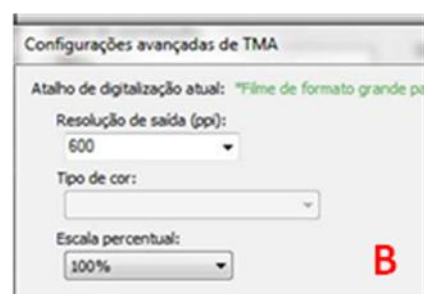 Configurações avançadas de TMA
Atalho de digitalização atual: "Filme de formato grande
Resolução de saída (ppi):
600
Tipo de cor:
Escala percentual:
100%
B